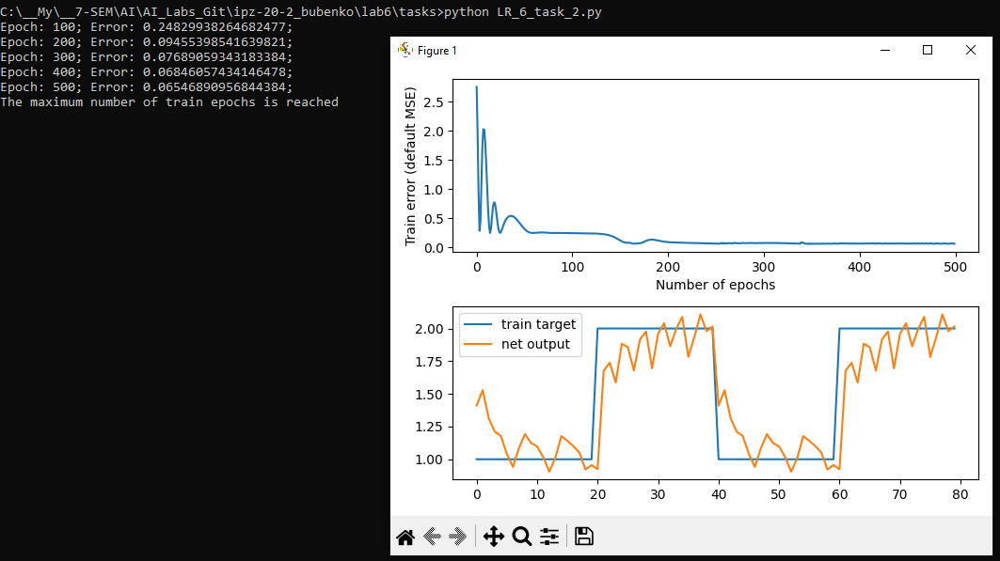 C:\__My\__7-SEM\AI\AI_Labs_Git\ipz-20-2_bubenko\lab6\tasks>python LR_6_task_2.py
Epoch: 100; Error: 0.24829938264682477;
Epoch: 200; Error: 0.09455398541639821;
Epoch: 300; Error: 0.07689059343183384;
Epoch: 400; Error: 0.06846057434146478;
Epoch: 500; Error: 0.06546890956844384;
The maximum number of train epochs is reached
Figure 1
Train error (default MSE)
2.5
2.0
1.5
1.0
0.5
0.0
0 100 200 300 400 500
Number of epochs
train target
net output
2.00
1.75
1.50
1.25
1.00
0 10 20 30 40 50 60 70 80